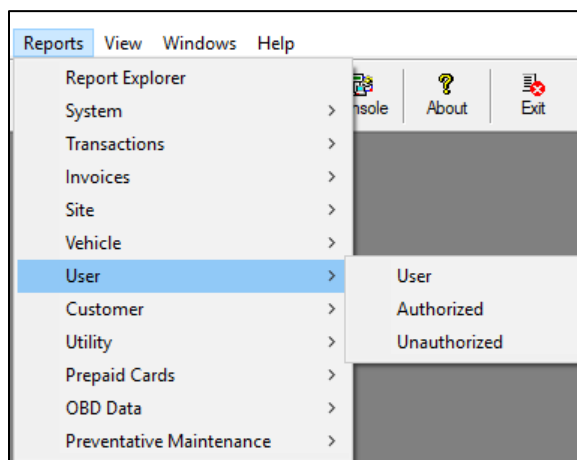 Reports View Windows Help
Report Explorer
System
nsole About Exit
Transactions
Invoices
Site
Vehicle
User
User
Customer
Authorized
Utility
Unauthorized
Prepaid Cards
OBD Data
Preventative Maintenance